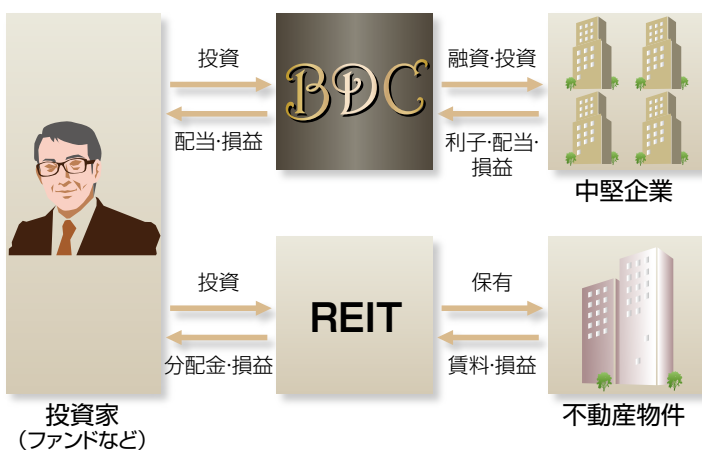 投資
BDC
融資・投資
配当・損益
利子・配当・
損益
中堅企業
投資
REIT
保有
分配金・損益
賃料・損益
投資家
（ファンドなど）
不動産物件